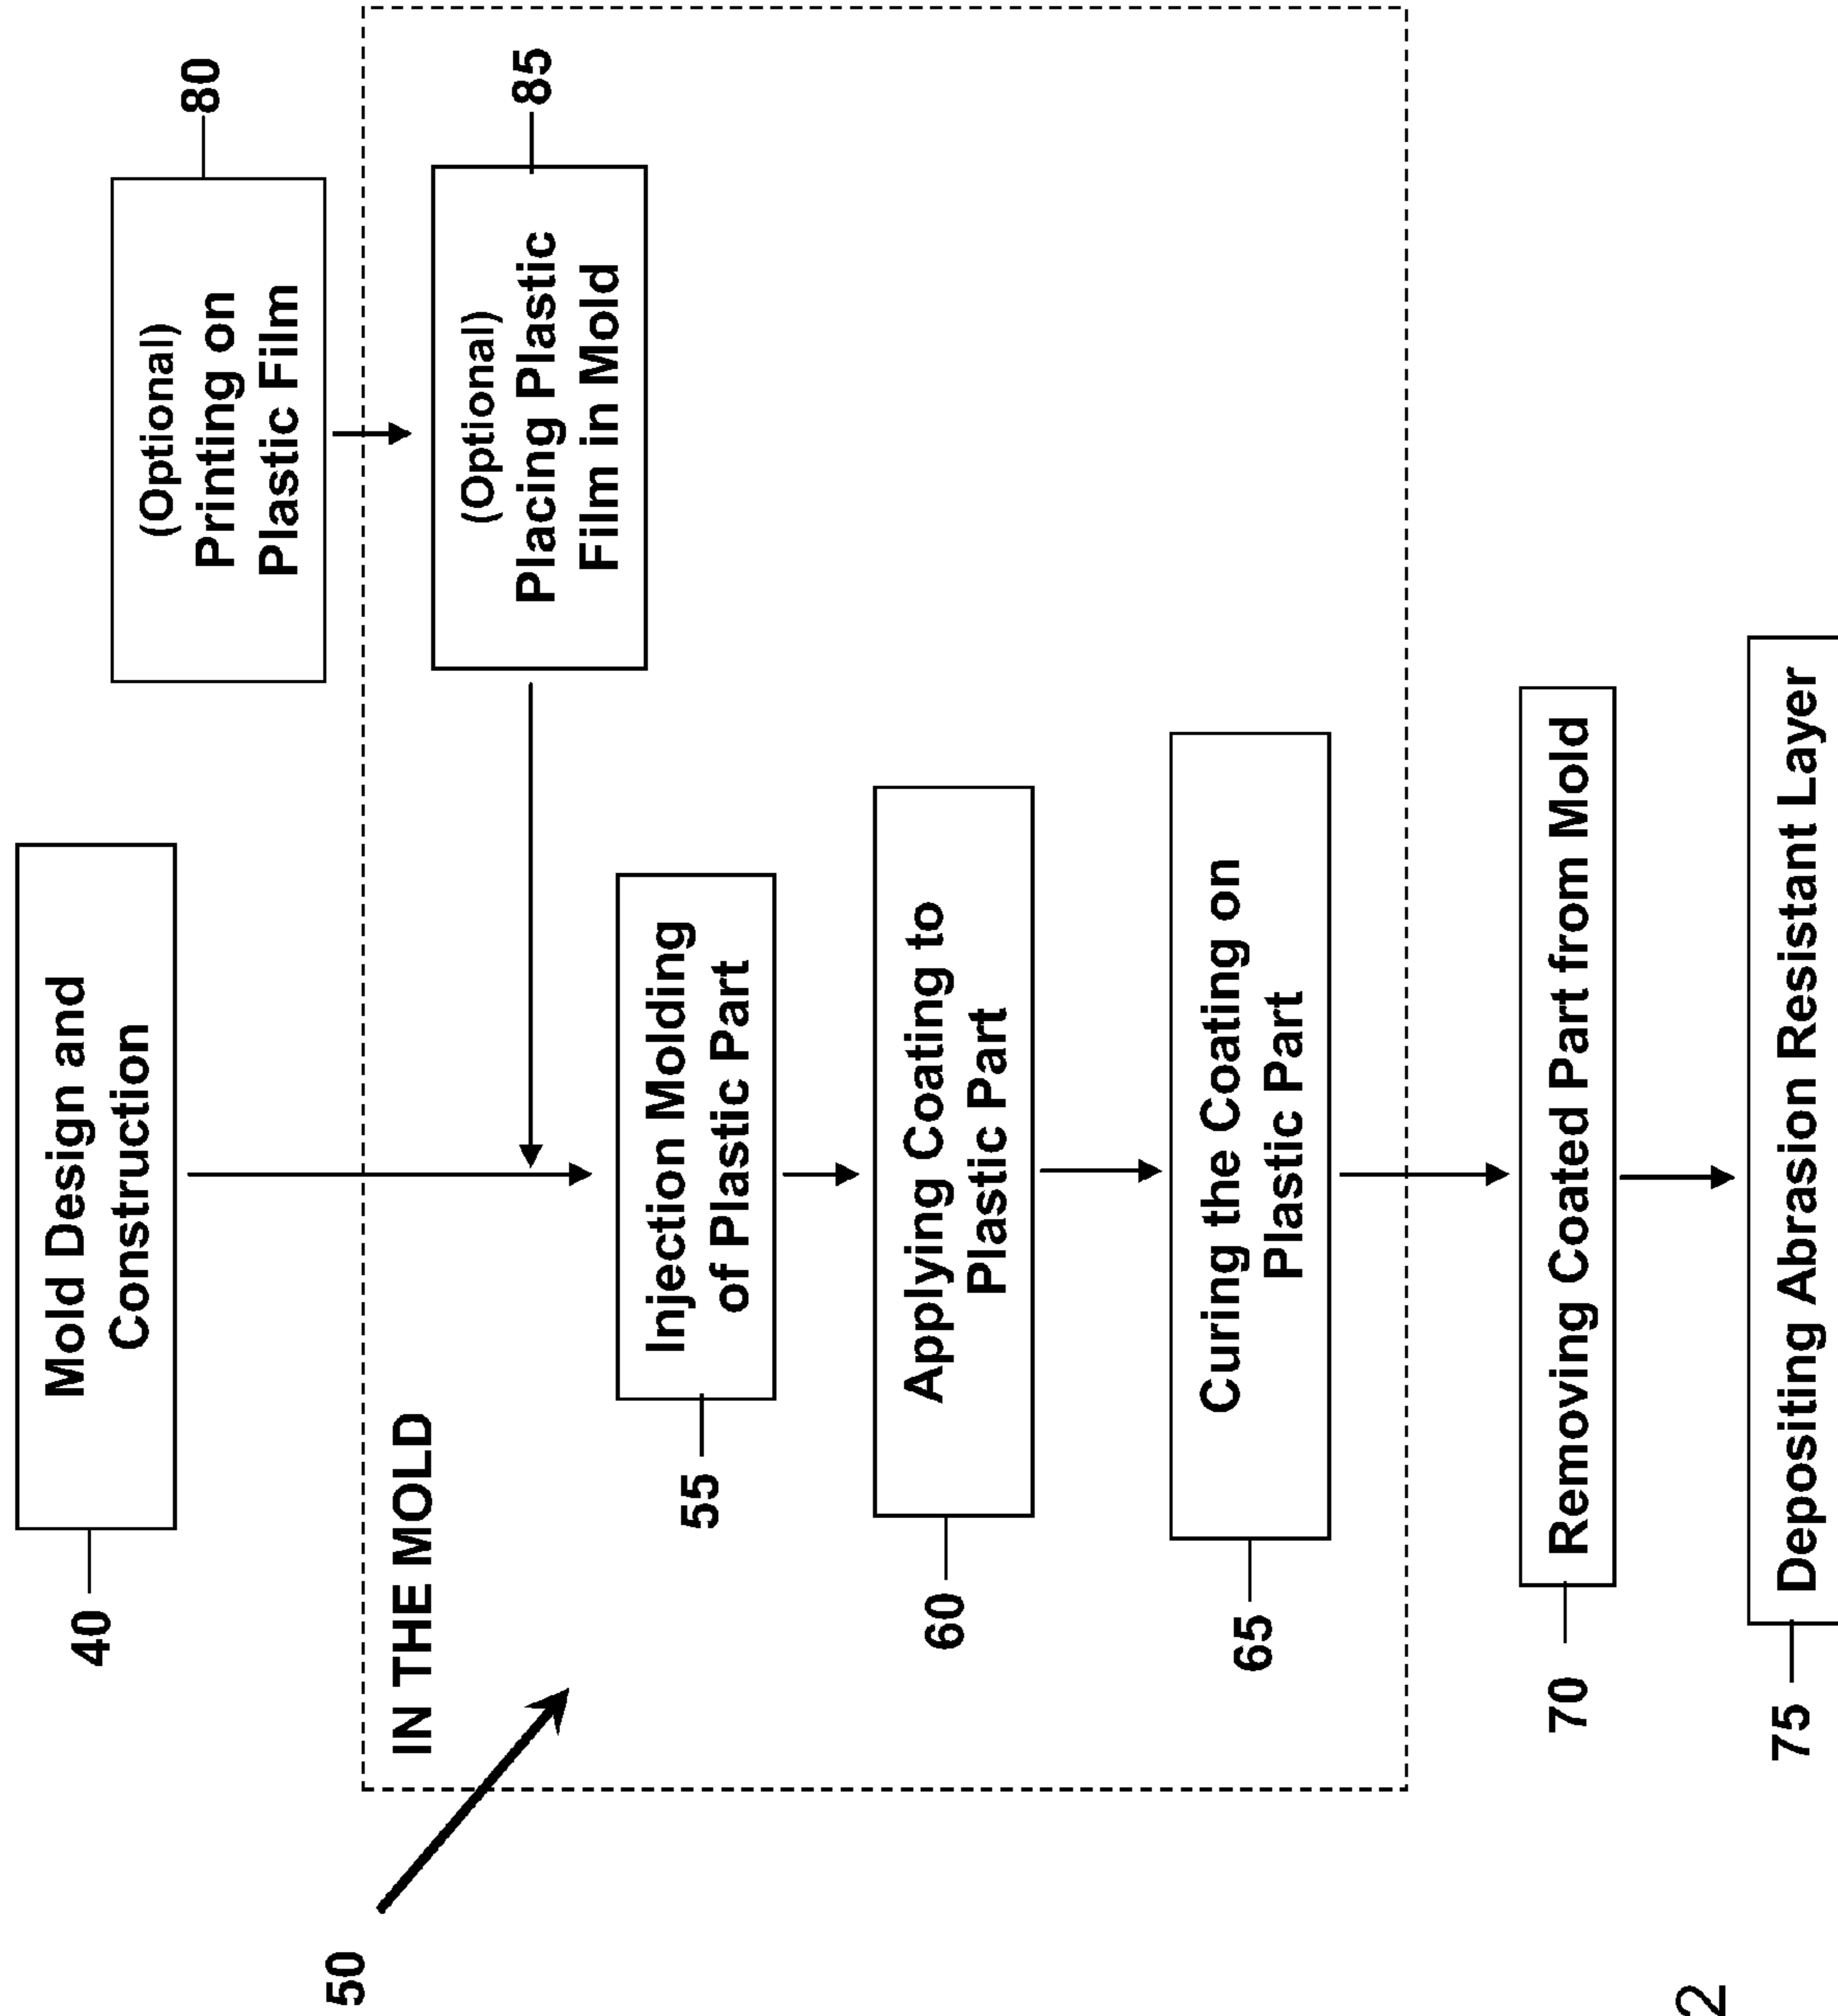 40
Mold Design and
Construction
(Optional)
Printing on
Plastic Film
80
50
IN THE MOLD
(Optional)
Placing Plastic
Film in Mold
85
55
Injection Molding
of Plastic Part
60
Applying Coating to
Plastic Part
65
Curing the Coating on
Plastic Part
70
Removing Coated Part from Mold
75
Depositing Abrasion Resistant Layer
2